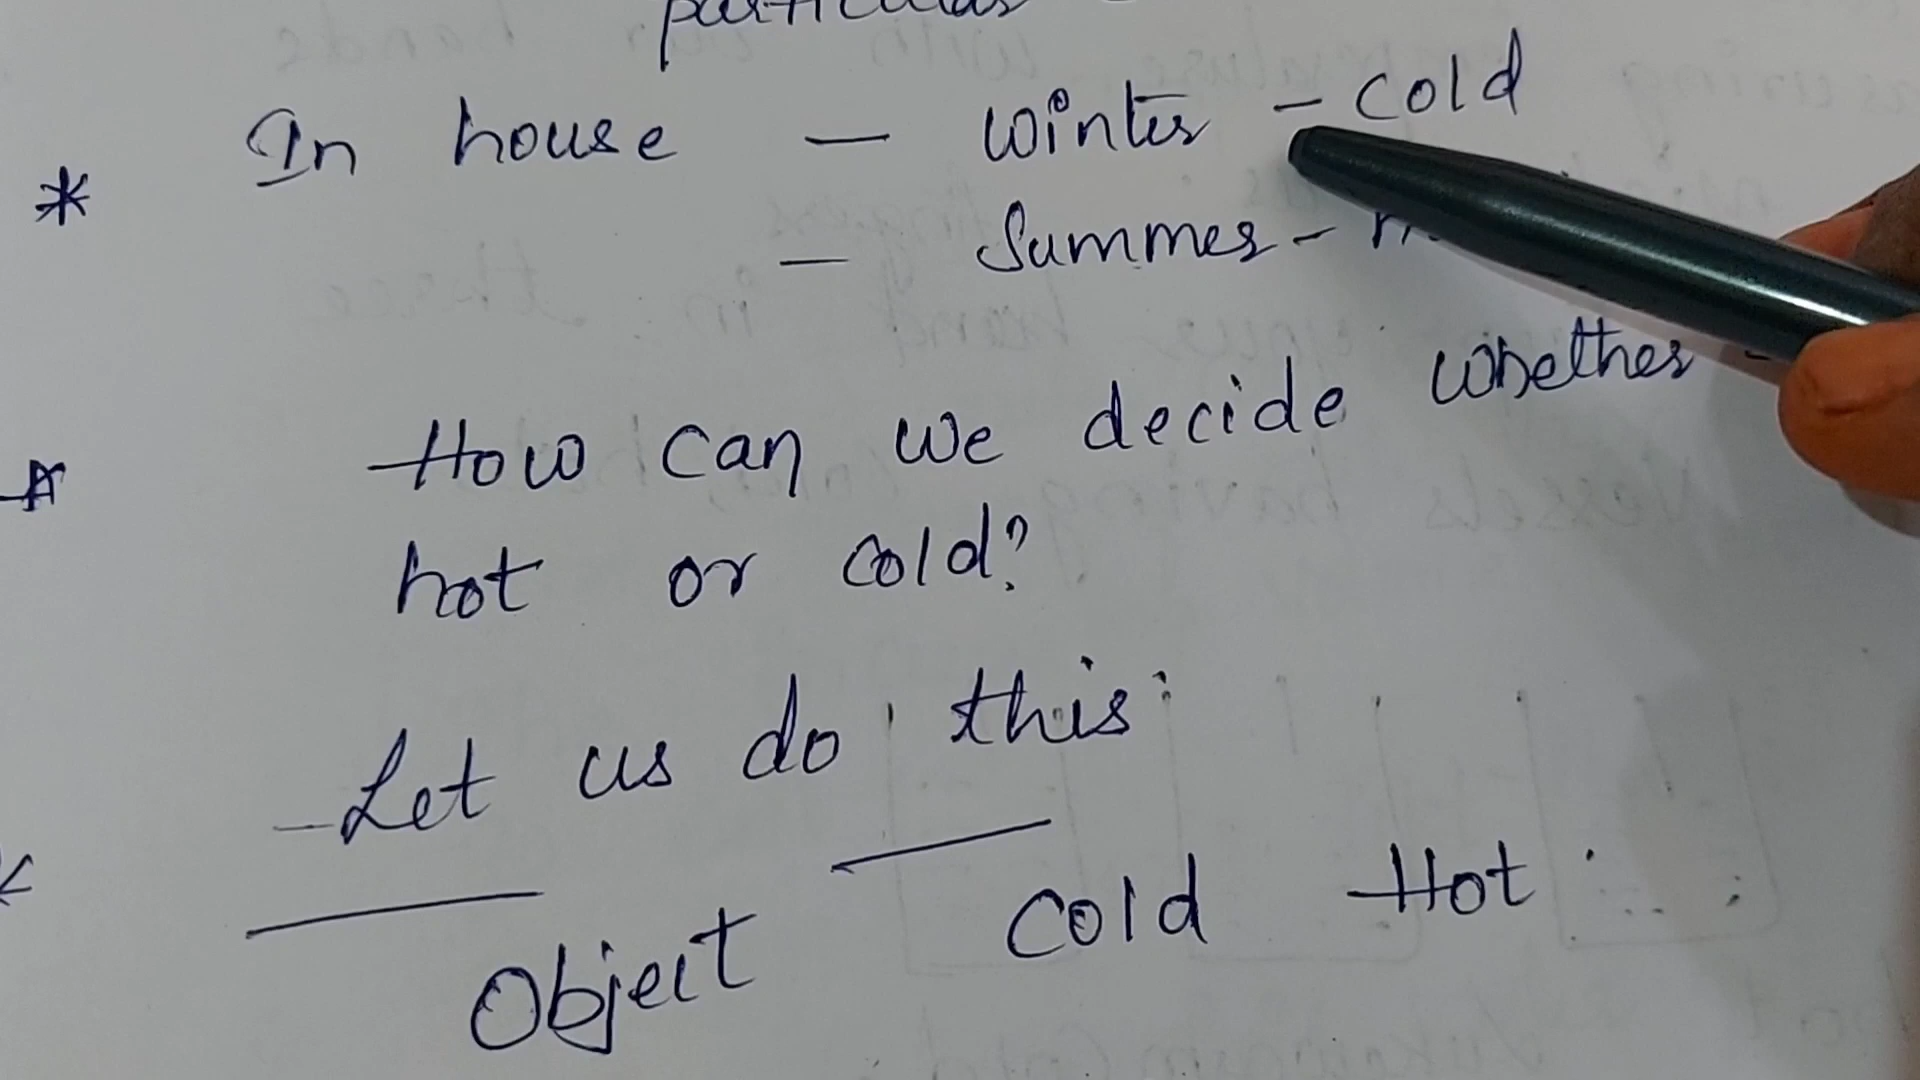 * In house – winter – cold
– Summer –
* How can we decide whether
hot or cold?
– Let us do this:
Object cold Hot